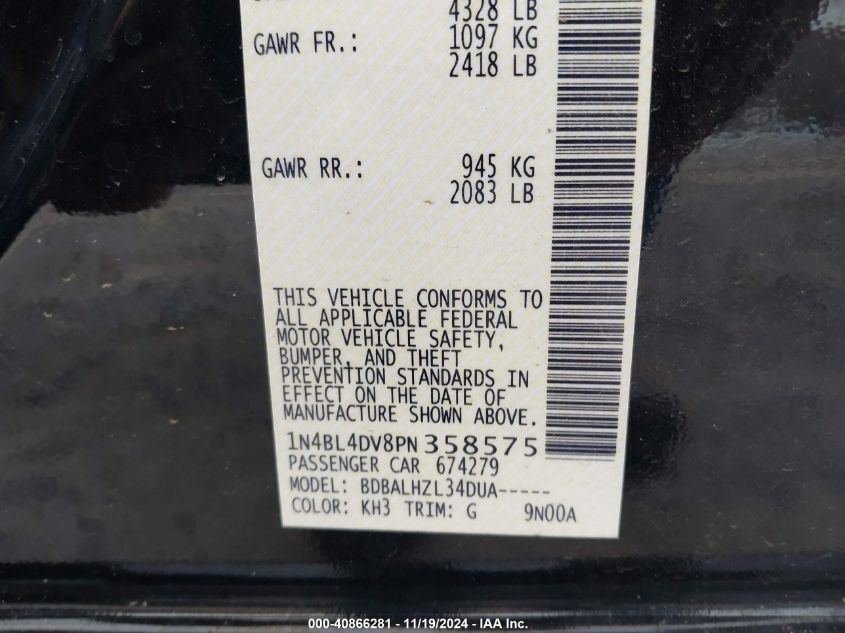 4328 LB
GAWR FR.: 1097 KG
2418 LB
GAWR RR.: 945 KG
2083 LB
THIS VEHICLE CONFORMS TO
ALL APPLICABLE FEDERAL
MOTOR VEHICLE SAFETY,
BUMPER, AND THEFT
PREVENTION STANDARDS IN
EFFECT ON THE DATE OF
MANUFACTURE SHOWN ABOVE.
1N4BL4DV8PN358575
PASSENGER CAR 674279
MODEL: BDBALHZL34DUA-----
COLOR: KH3 TRIM: G 9N00A
000-40866281 - 11/19/2024 - IAA Inc.